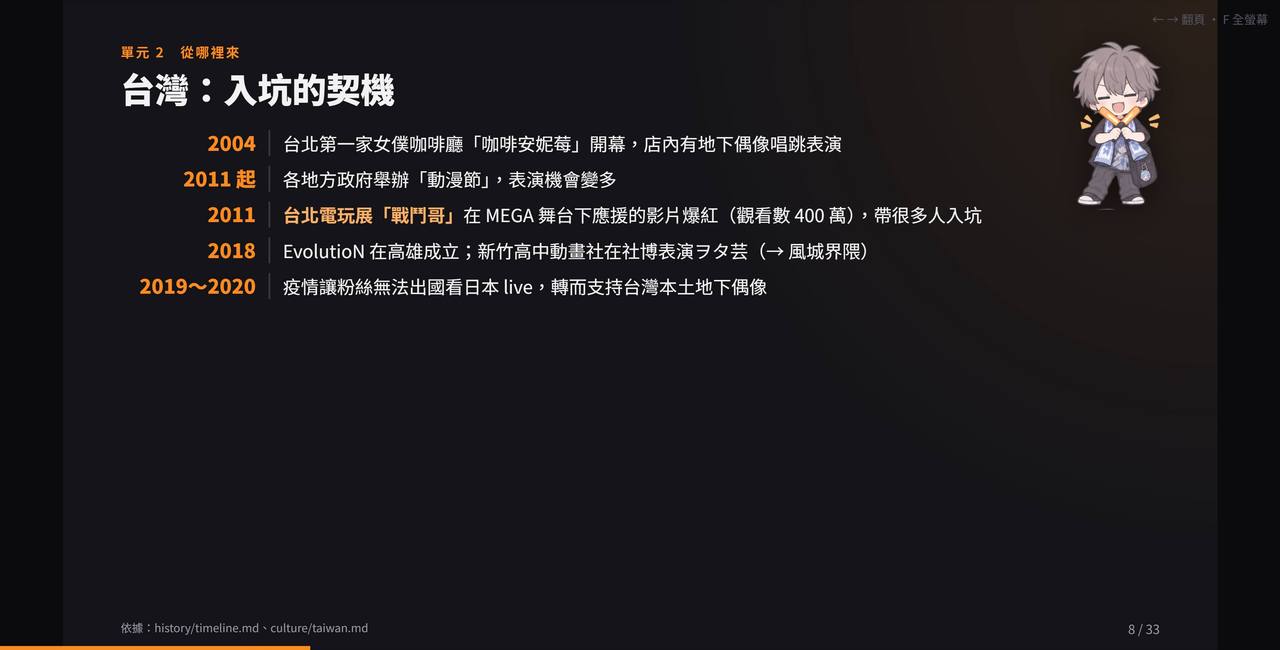 ←→ 翻頁 · F 全螢幕
單元 2 從哪裡來
台灣：入坑的契機
2004 台北第一家女僕咖啡廳「咖啡安妮莓」開幕，店內有地下偶像唱跳表演
2011 起 各地方政府舉辦「動漫節」，表演機會變多
2011 台北電玩展「戰鬥哥」在 MEGA 舞台下應援的影片爆紅（觀看數 400 萬），帶很多人入坑
2018 EvolutioN 在高雄成立；新竹高中動畫社在社博表演ヲタ芸（→ 風城界隈）
2019～2020 疫情讓粉絲無法出國看日本 live，轉而支持台灣本土地下偶像
依據：history/timeline.md、culture/taiwan.md
8 / 33